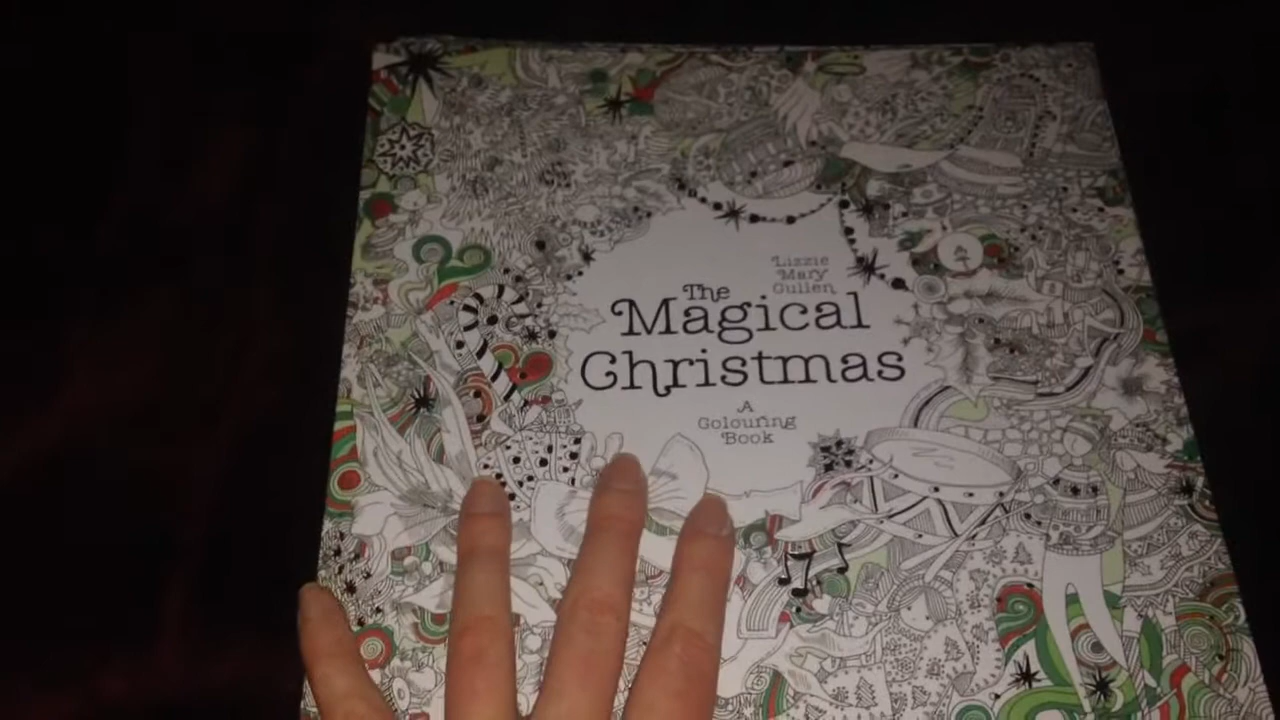 Lizzie
Mary
Cullen
The
Magical
Christmas
A
Colouring
Book